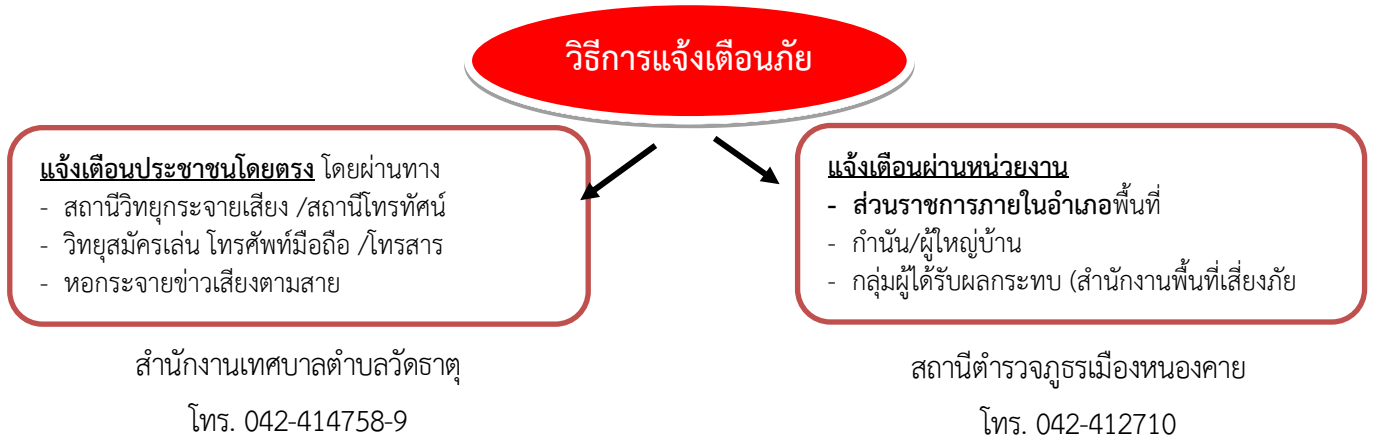 วิธีการแจ้งเตือนภัย
แจ้งเตือนประชาชนโดยตรง โดยผ่านทาง
- สถานีวิทยุกระจายเสียง /สถานีโทรทัศน์
- วิทยุสมัครเล่น โทรศัพท์มือถือ /โทรสาร
- หอกระจายข่าวเสียงตามสาย
แจ้งเตือนผ่านหน่วยงาน
- ส่วนราชการภายในอำเภอพื้นที่
- กำนัน/ผู้ใหญ่บ้าน
- กลุ่มผู้ได้รับผลกระทบ (สำนักงานพื้นที่เสี่ยงภัย
สำนักงานเทศบาลตำบลวัดธาตุ
โทร. 042-414758-9
สถานีตำรวจภูธรเมืองหนองคาย
โทร. 042-412710